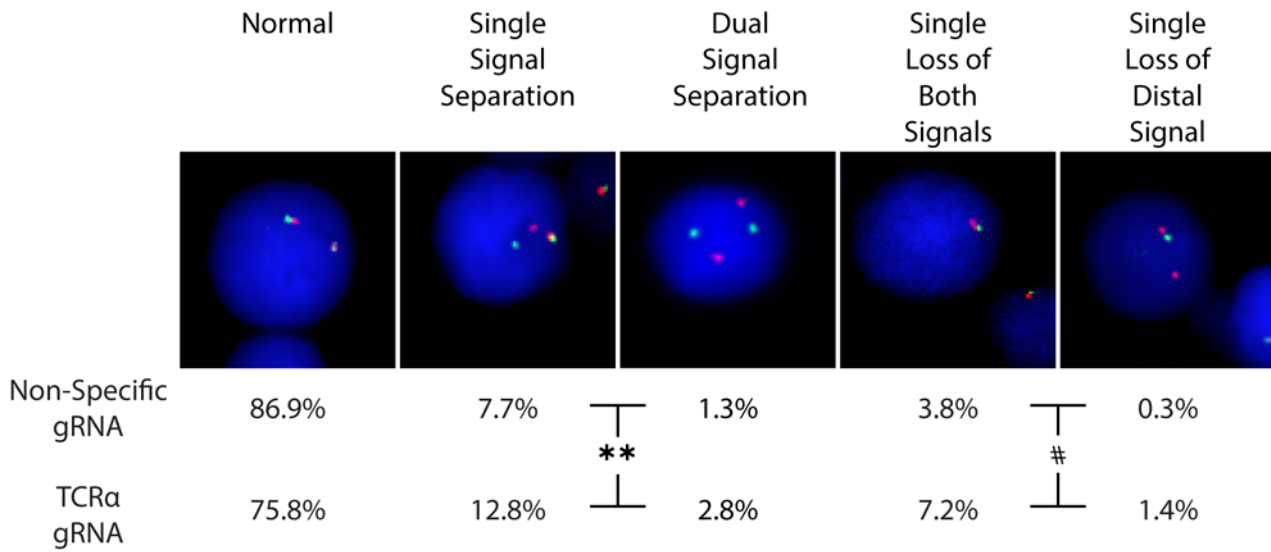 Normal
Single
Signal
Separation
Dual
Signal
Separation
Single
Loss of
Both
Signals
Single
Loss of
Distal
Signal
Non-Specific
gRNA
86.9%
7.7%
1.3%
3.8%
0.3%
**
#
TCRα
gRNA
75.8%
12.8%
2.8%
7.2%
1.4%